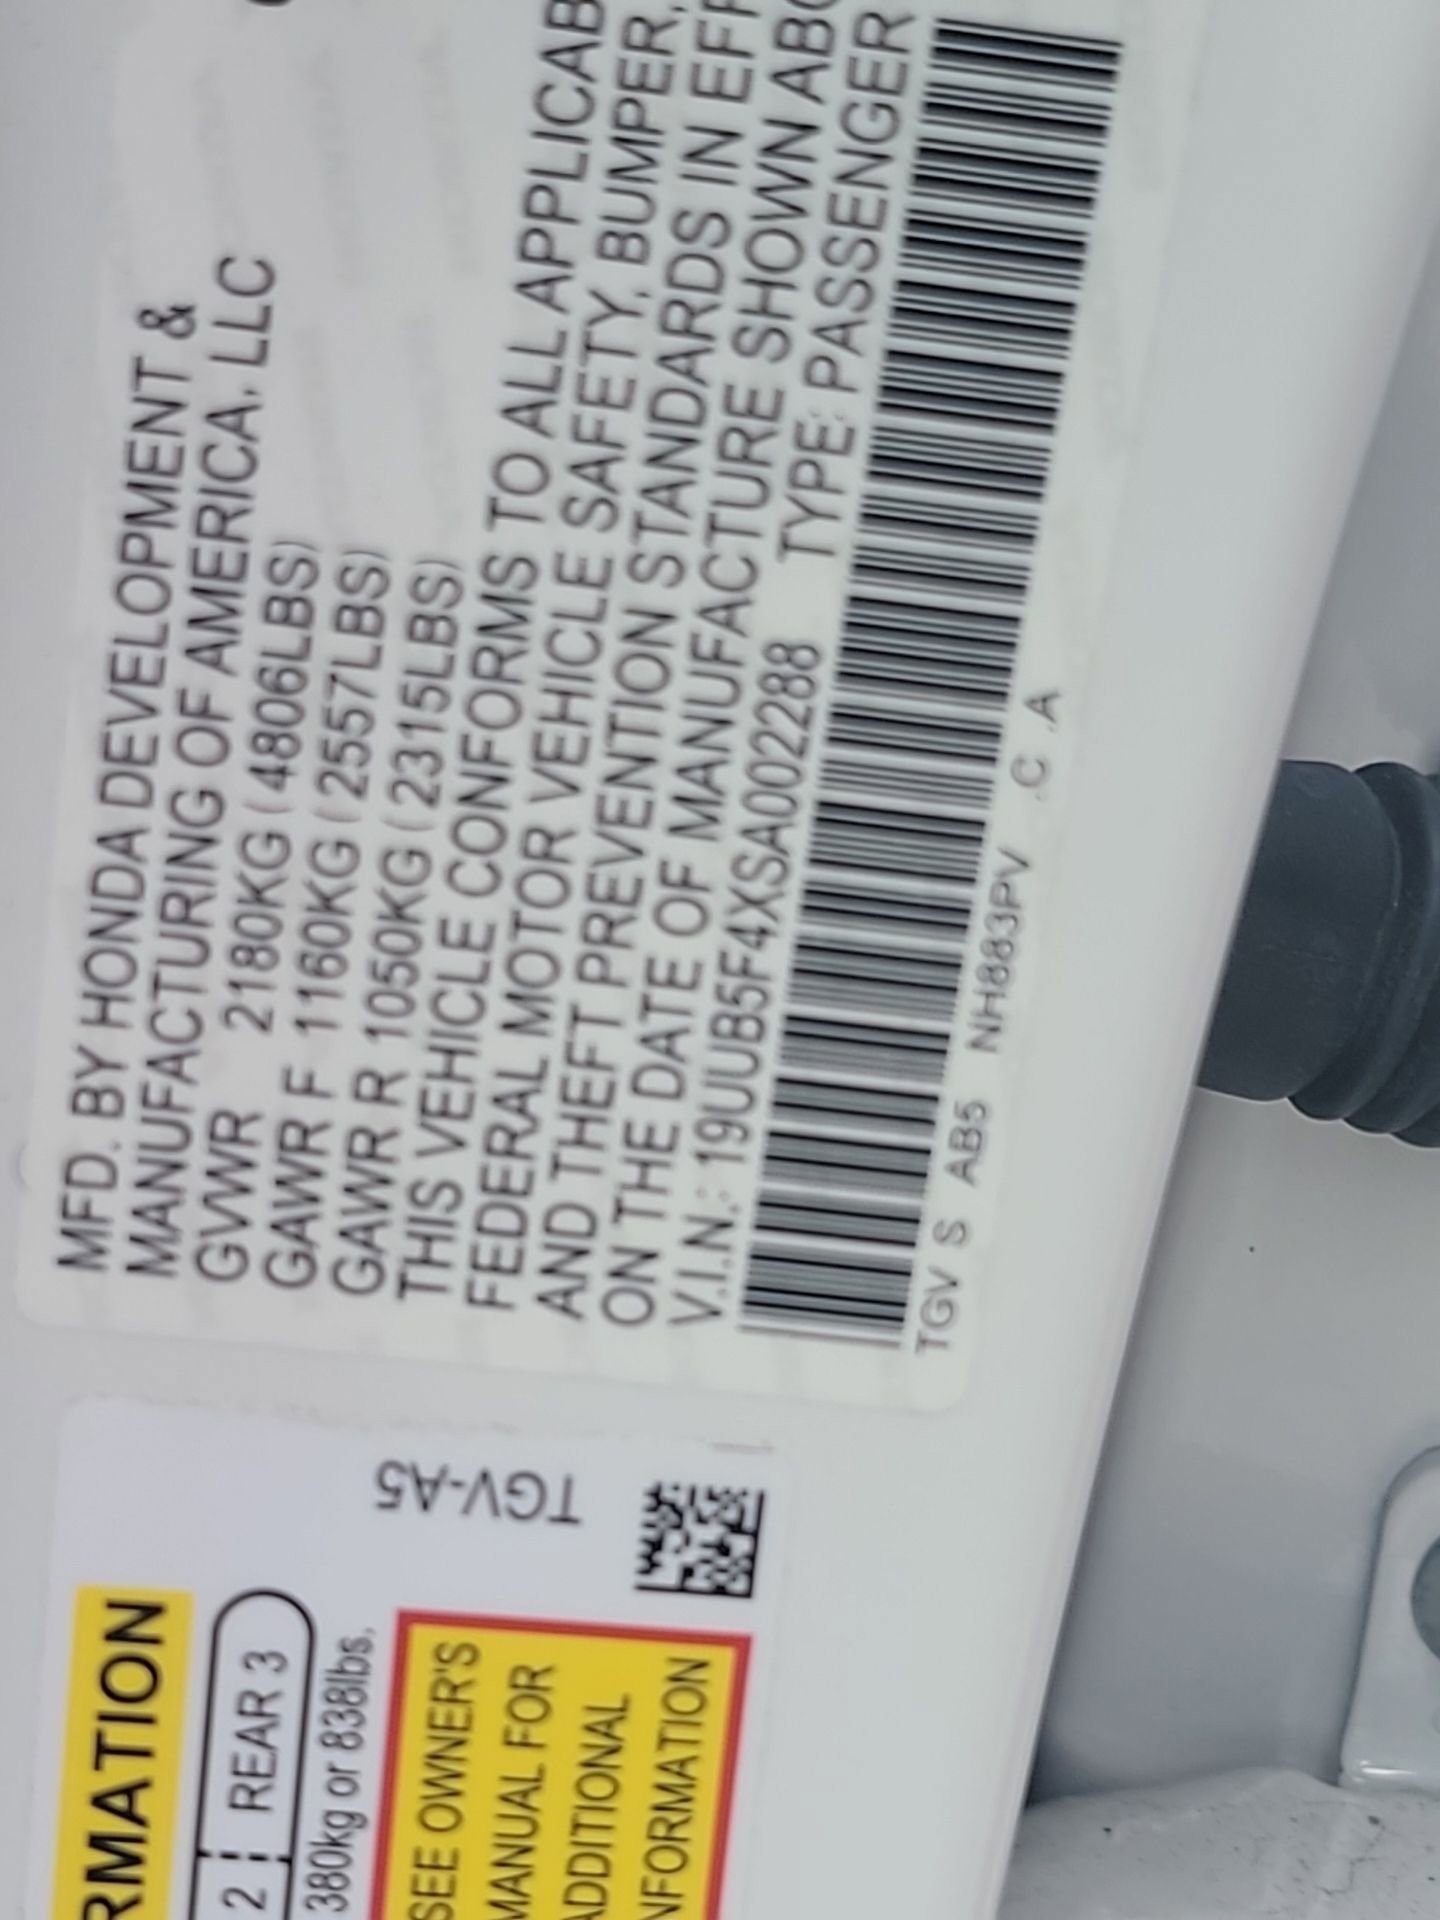 MFD. BY HONDA DEVELOPMENT &
MANUFACTURING OF AMERICA, LLC
GVWR 2180KG (4806LBS)
GAWR F 1160KG (2557LBS)
GAWR R 1050KG (2315LBS)
THIS VEHICLE CONFORMS TO ALL APPLICAB
FEDERAL MOTOR VEHICLE SAFETY, BUMPER,
AND THEFT PREVENTION STANDARDS IN EFF
ON THE DATE OF MANUFACTURE SHOWN ABO
V.I.N.: 19UUB5F4XSA002288 TYPE: PASSENGER
TGV S AB5 NH883PV .C A
RMATION
2 REAR 3
380kg or 838lbs.
SEE OWNER'S
MANUAL FOR
ADDITIONAL
NFORMATION
TGV-A5